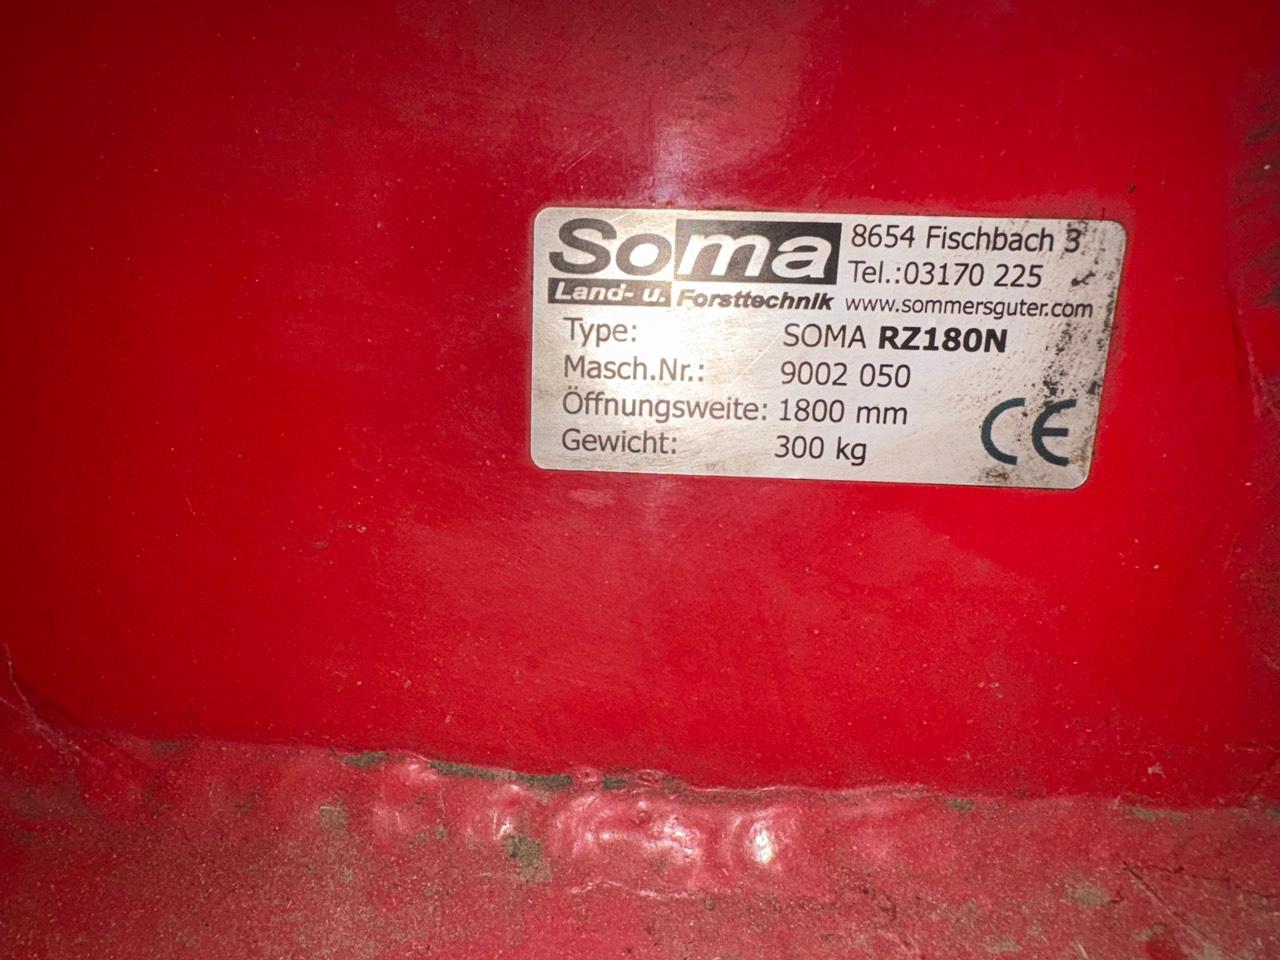 Soma
Land- u. Forsttechnik
8654 Fischbach 3
Tel.:03170 225
www.sommersguter.com
Type: SOMA RZ180N
Masch.Nr.: 9002 050
Öffnungsweite: 1800 mm
Gewicht: 300 kg
CE